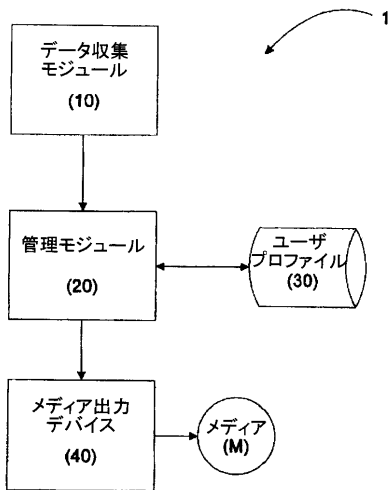 1
データ収集
モジュール
(10)
管理モジュール
(20)
ユーザ
プロファイル
(30)
メディア出力
デバイス
(40)
メディア
(M)